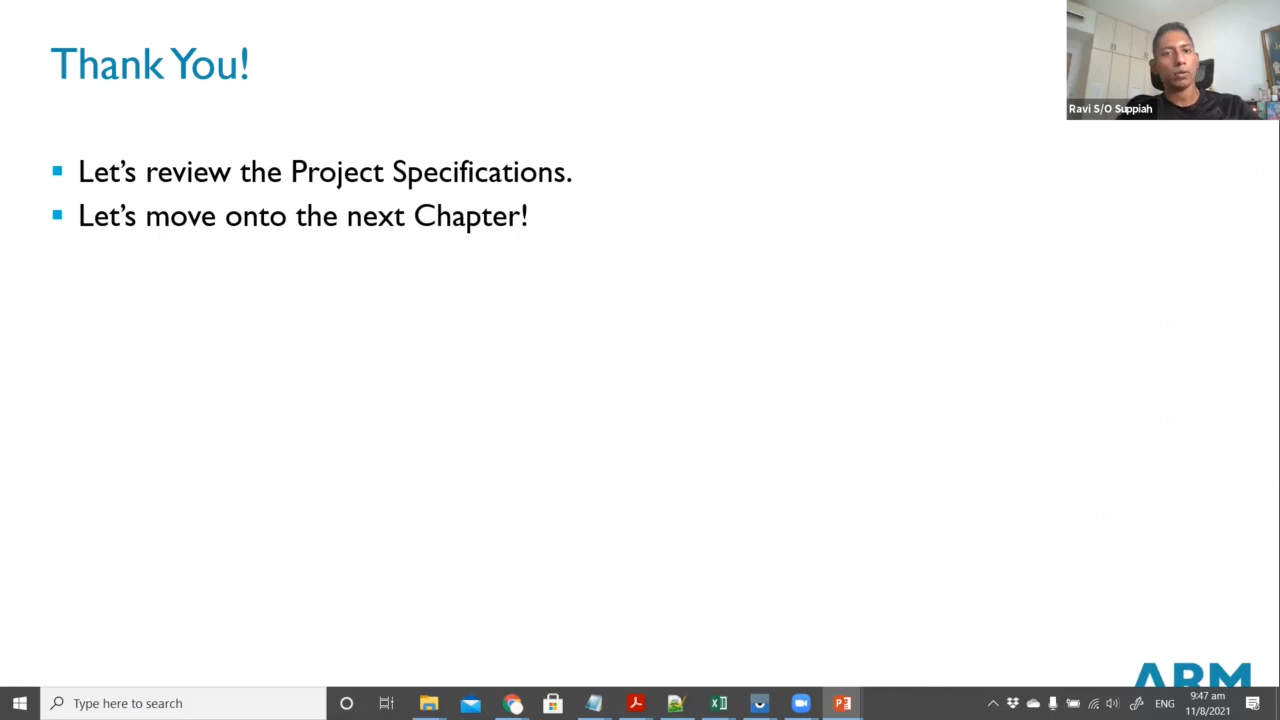 Thank You!
Ravi S/O Suppiah
Let's review the Project Specifications.
Let's move onto the next Chapter!
ARM
Type here to search
ENG
9:47 am
11/8/2021